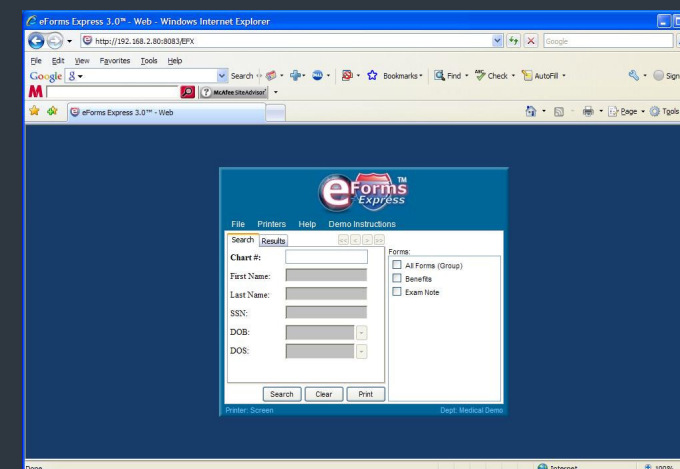 eForms Express 3.0™ - Web - Windows Internet Explorer
http://192.168.2.80:8083/EFX
Google
File Edit View Favorites Tools Help
Google Search Bookmarks Find Check AutoFill Sign
M McAfee SiteAdvisor
eForms Express 3.0™ - Web Page Tools
eForms TM
Express
File Printers Help Demo Instructions
Search Results << < > >>
Forms:
Chart #:
All Forms (Group)
First Name:
Benefits
Last Name:
Exam Note
SSN:
DOB:
DOS:
Search Clear Print
Printer: Screen Dept: Medical Demo
Done Internet 100%